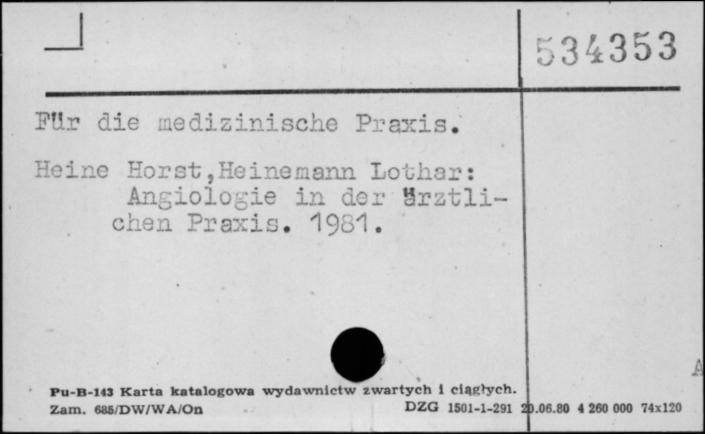 534353
Für die medizinische Praxis.
Heine Horst,Heinemann Lothar:
Angiologie in der ärztli-
chen Praxis. 1981.
Pu-B-143 Karta katalogowa wydawnictw zwartych i ciągłych.
Zam. 685/DW/WA/On DZG 1501-1-291 20.06.80 4 260 000 74x120
A